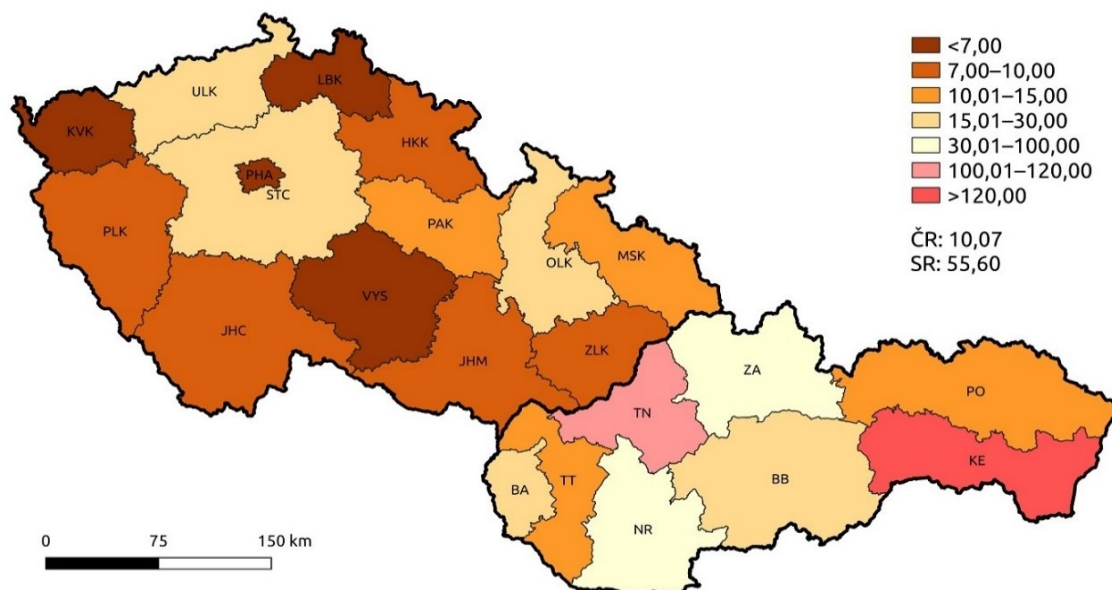 <7,00
7,00–10,00
10,01–15,00
15,01–30,00
30,01–100,00
100,01–120,00
>120,00
ČR: 10,07
SR: 55,60
LBK
ULK
KVK
HKK
PHA
STC
PAK
PLK
MSK
OLK
VYS
JHC
JHM
ZLK
ZA
PO
TN
KE
TT
BA
BB
NR
0 75 150 km